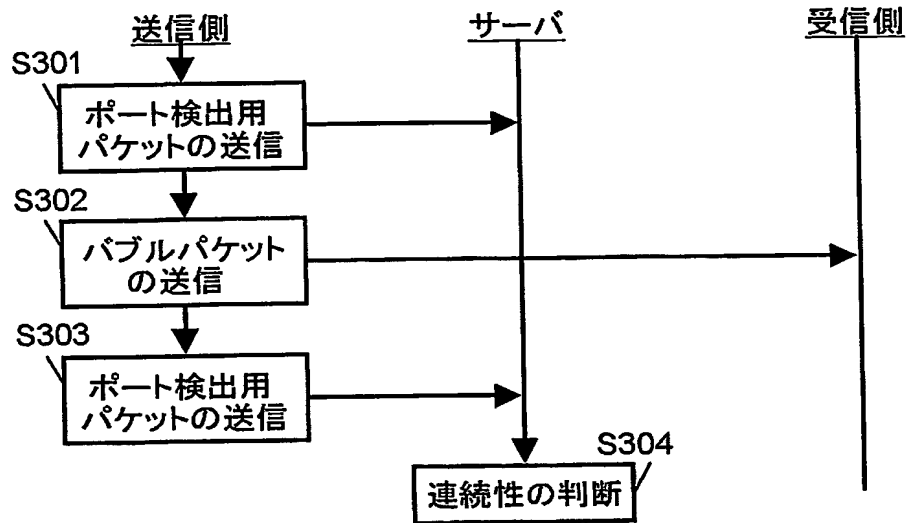 送信側
サーバ
受信側
S301
ポート検出用
パケットの送信
S302
バブルパケット
の送信
S303
ポート検出用
パケットの送信
S304
連続性の判断